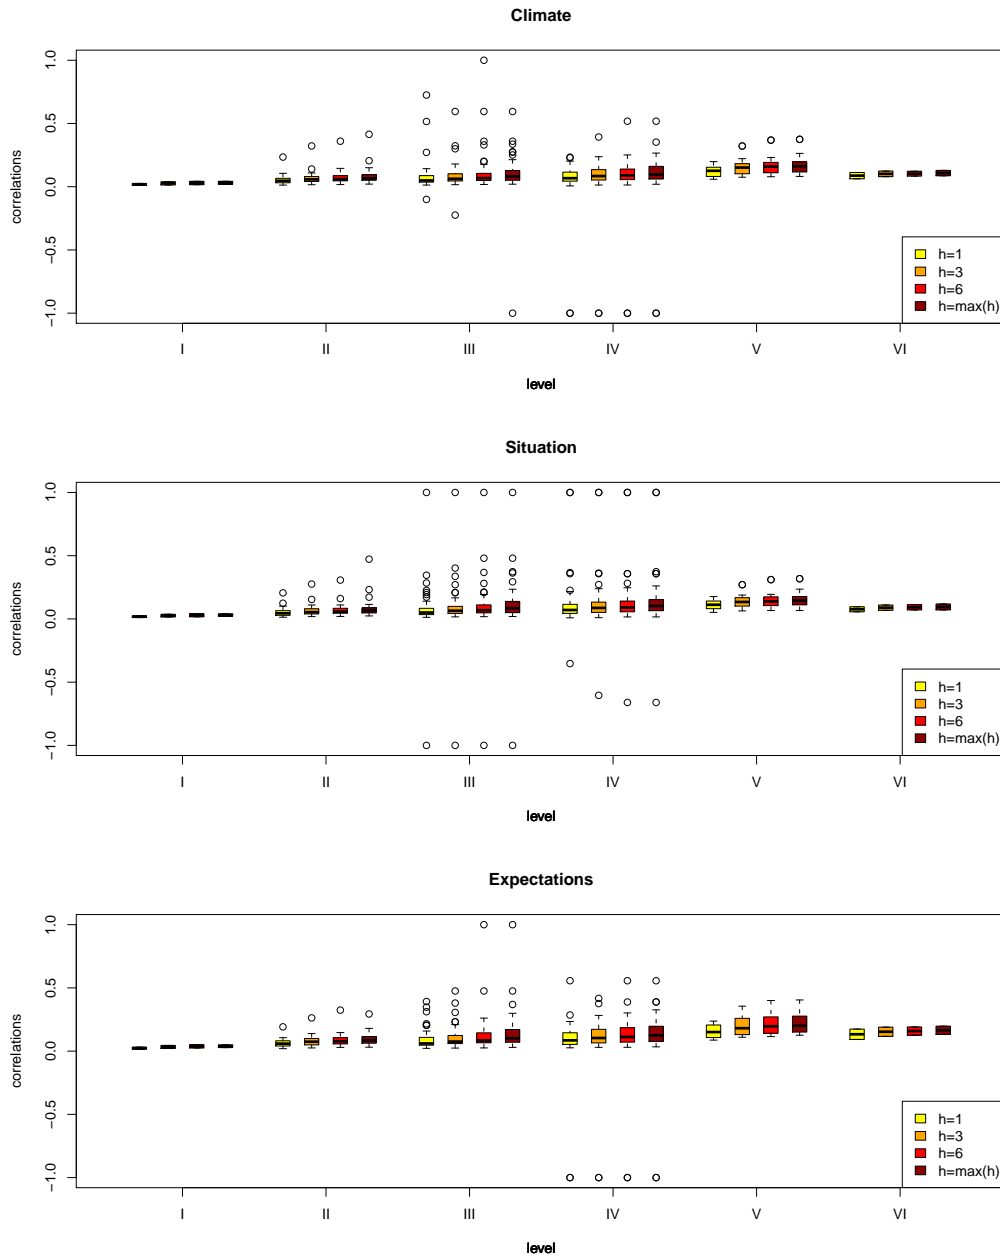 Climate
1.0
0.5
0.0
−0.5
−1.0
correlations
I II III IV V VI
level
h=1
h=3
h=6
h=max(h)
Situation
1.0
0.5
0.0
−0.5
−1.0
correlations
I II III IV V VI
level
h=1
h=3
h=6
h=max(h)
Expectations
1.0
0.5
0.0
−0.5
−1.0
correlations
I II III IV V VI
level
h=1
h=3
h=6
h=max(h)